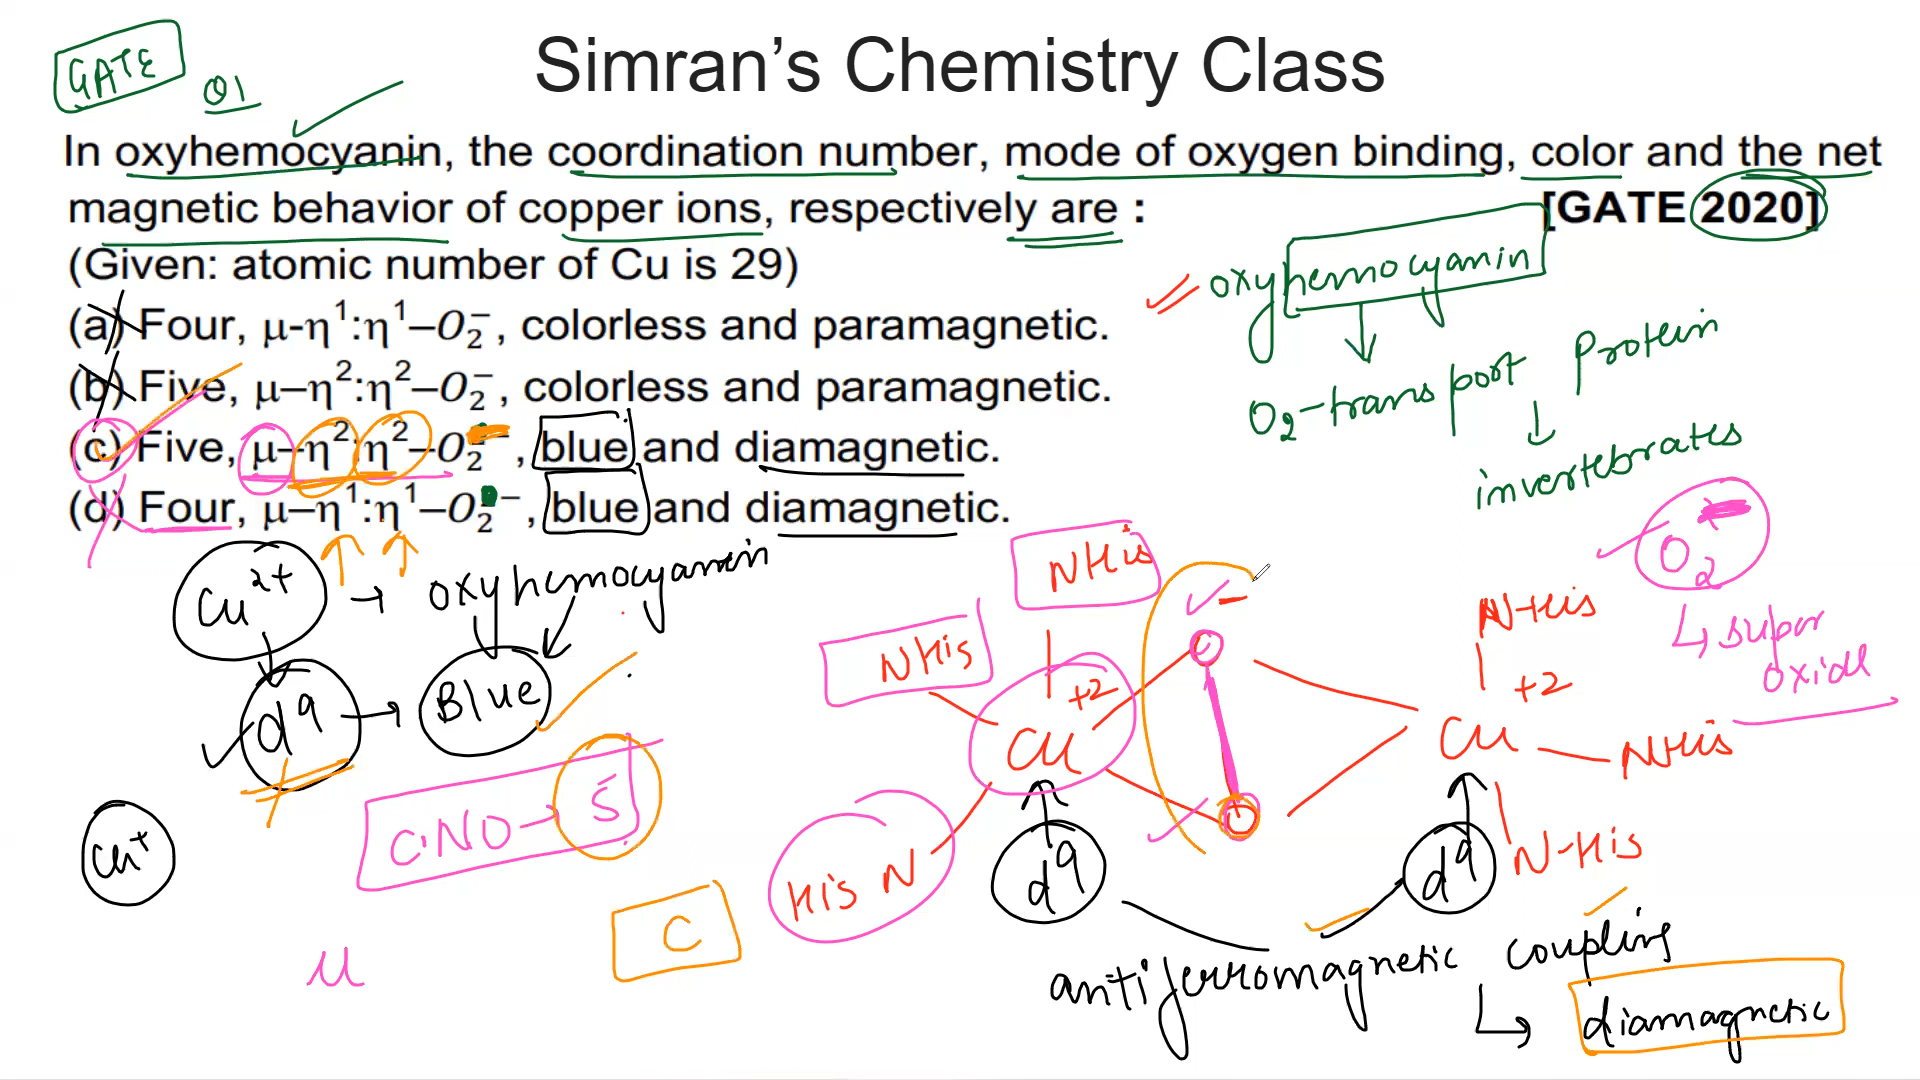 Simran's Chemistry Class
GATE
Q1
In oxyhemocyanin, the coordination number, mode of oxygen binding, color and the net
magnetic behavior of copper ions, respectively are :
[GATE 2020]
(Given: atomic number of Cu is 29)
(a) Four, μ-η¹:η¹–O₂⁻, colorless and paramagnetic.
(b) Five, μ–η²:η²–O₂⁻, colorless and paramagnetic.
(c) Five, μ–η²:η²–O₂⁻, blue and diamagnetic.
(d) Four, μ–η¹:η¹–O₂⁻, blue and diamagnetic.
oxyhemocyanin
O₂-transport Protein
invertebrates
O₂
super
oxide
Cu²⁺ → oxyhemocyanin
d⁹ → Blue
CNO → S
Cu⁺
μ
C
NHis
NHis
+2
Cu
His N
d⁹
N-His
+2
Cu
NHis
N-His
d⁹
antiferromagnetic coupling
diamagnetic